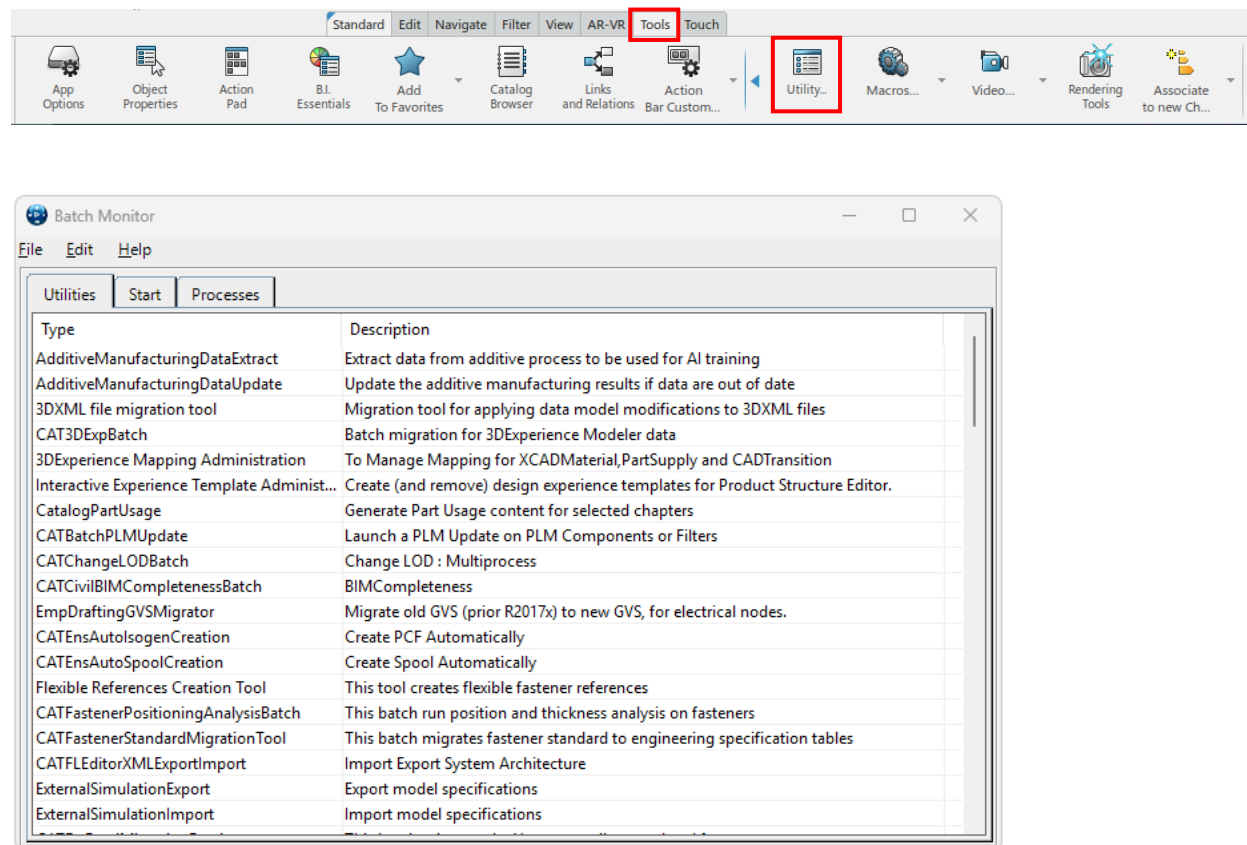 Standard Edit Navigate Filter View AR-VR Tools Touch
App Options
Object Properties
Action Pad
B.I. Essentials
Add To Favorites
Catalog Browser
Links and Relations
Action Bar Custom...
Utility...
Macros...
Video...
Rendering Tools
Associate to new Ch...
Batch Monitor
File Edit Help
Utilities Start Processes
Type Description
AdditiveManufacturingDataExtract Extract data from additive process to be used for AI training
AdditiveManufacturingDataUpdate Update the additive manufacturing results if data are out of date
3DXML file migration tool Migration tool for applying data model modifications to 3DXML files
CAT3DExpBatch Batch migration for 3DExperience Modeler data
3DExperience Mapping Administration To Manage Mapping for XCADMaterial,PartSupply and CADTransition
Interactive Experience Template Administ... Create (and remove) design experience templates for Product Structure Editor.
CatalogPartUsage Generate Part Usage content for selected chapters
CATBatchPLMUpdate Launch a PLM Update on PLM Components or Filters
CATChangeLODBatch Change LOD : Multiprocess
CATCivilBIMCompletenessBatch BIMCompleteness
EmpDraftingGVSMigrator Migrate old GVS (prior R2017x) to new GVS, for electrical nodes.
CATEnsAutoIsogenCreation Create PCF Automatically
CATEnsAutoSpoolCreation Create Spool Automatically
Flexible References Creation Tool This tool creates flexible fastener references
CATFastenerPositioningAnalysisBatch This batch run position and thickness analysis on fasteners
CATFastenerStandardMigrationTool This batch migrates fastener standard to engineering specification tables
CATFLEditorXMLExportImport Import Export System Architecture
ExternalSimulationExport Export model specifications
ExternalSimulationImport Import model specifications